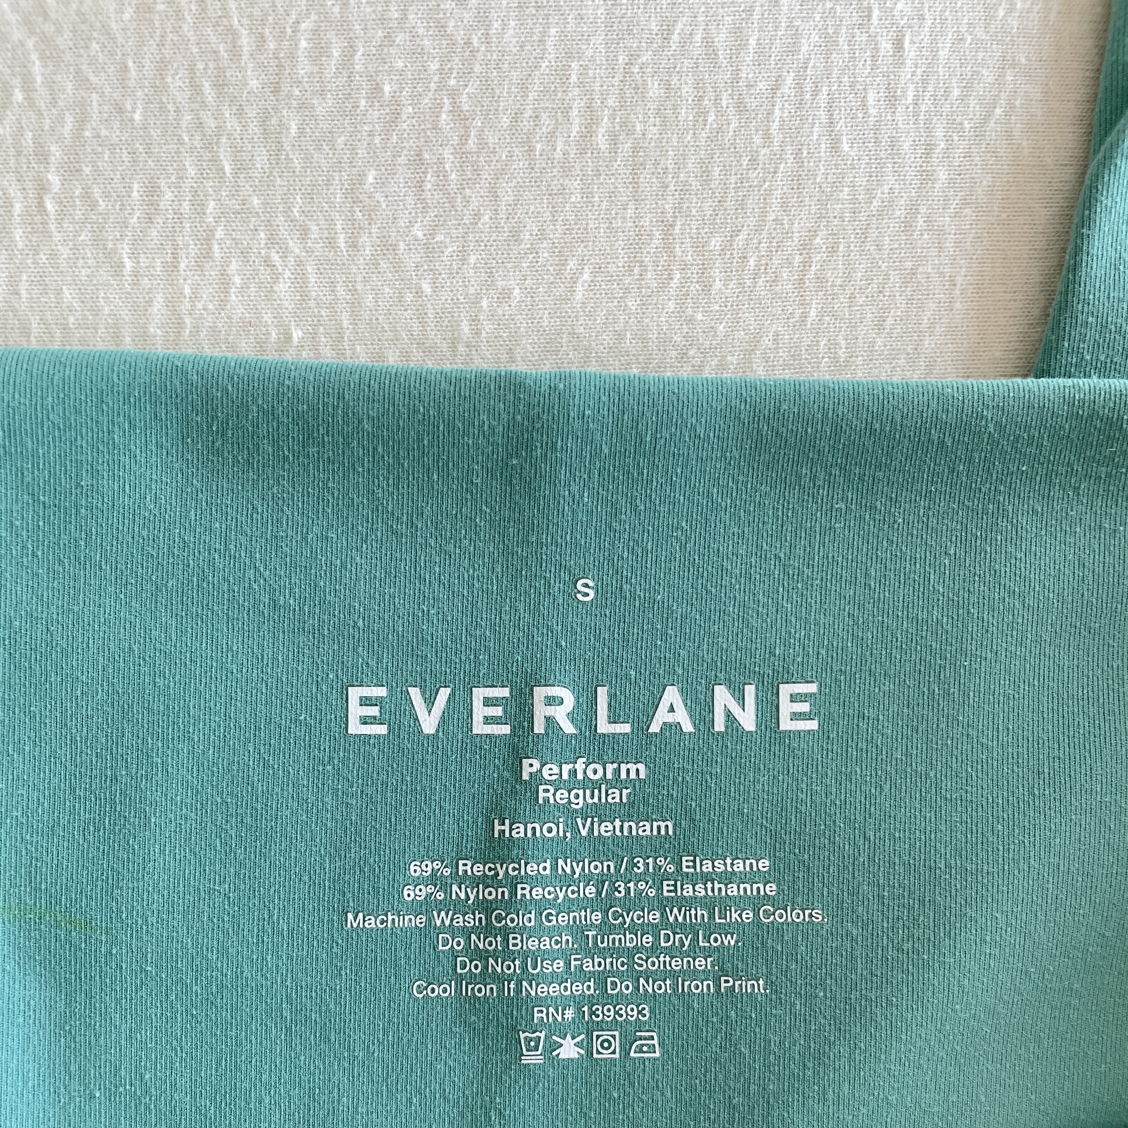 S
EVERLANE
Perform
Regular
Hanoi, Vietnam
69% Recycled Nylon / 31% Elastane
69% Nylon Recyclé / 31% Elasthanne
Machine Wash Cold Gentle Cycle With Like Colors.
Do Not Bleach. Tumble Dry Low.
Do Not Use Fabric Softener.
Cool Iron If Needed. Do Not Iron Print.
RN# 139393